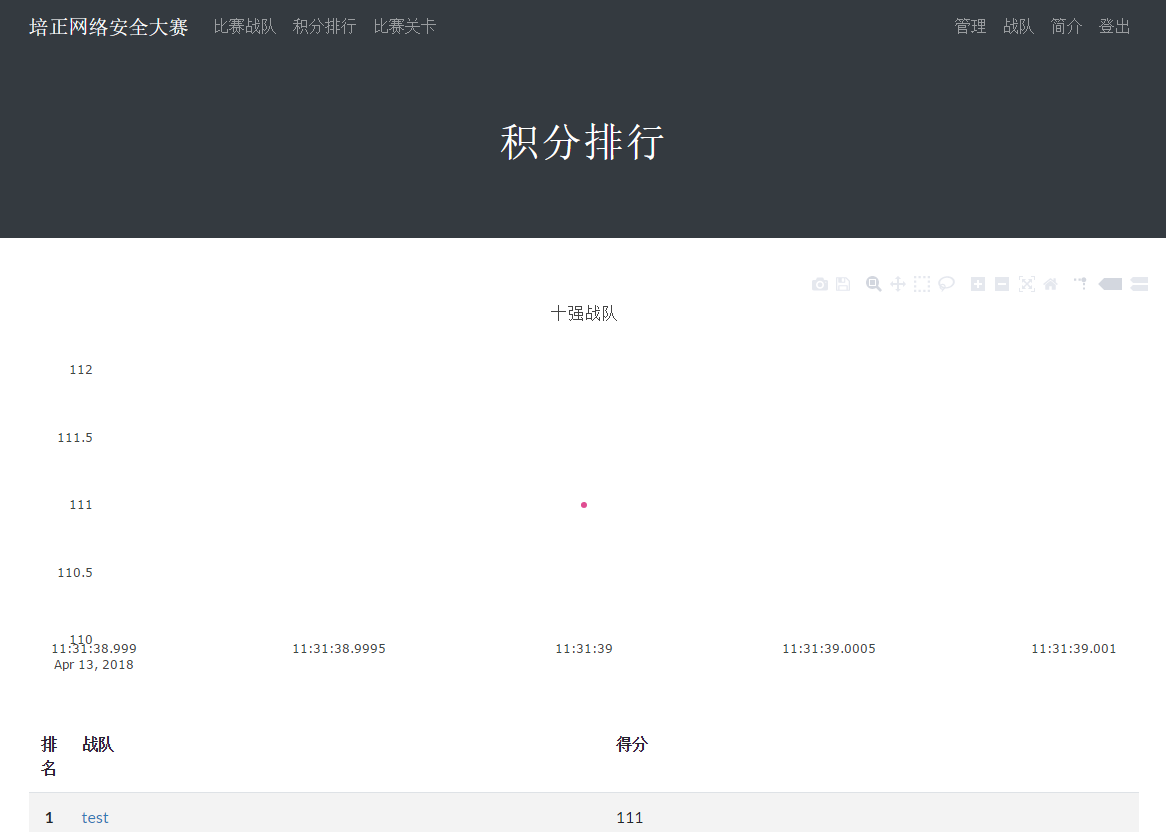 培正网络安全大赛 比赛战队 积分排行 比赛关卡 管理 战队 简介 登出
积分排行
十强战队
112
111.5
111
110.5
110
11:31:38.999 11:31:38.9995 11:31:39 11:31:39.0005 11:31:39.001
Apr 13, 2018
排名 战队 得分
1 test 111